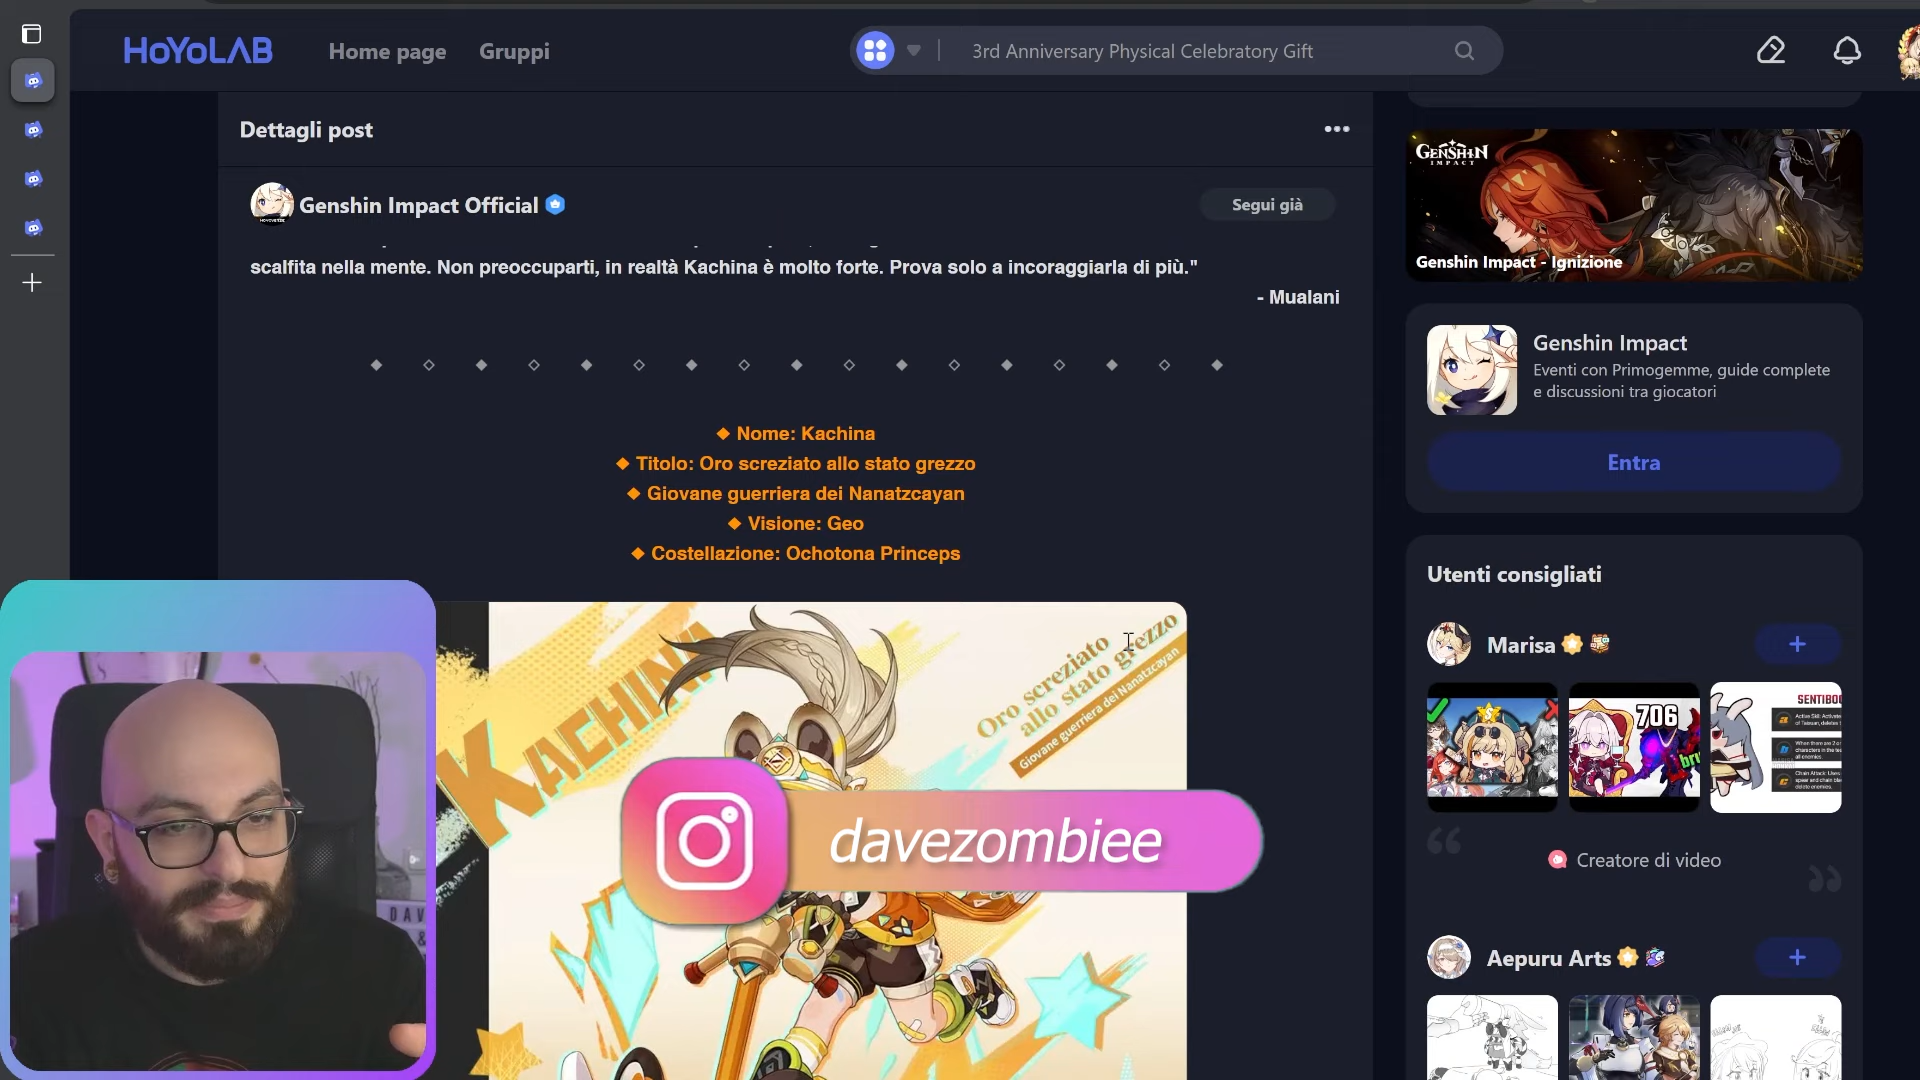 HoYoLAB
Home page
Gruppi
3rd Anniversary Physical Celebratory Gift
Dettagli post
Genshin Impact Official
Segui già
scalfita nella mente. Non preoccuparti, in realtà Kachina è molto forte. Prova solo a incoraggiarla di più."
- Mualani
◆ Nome: Kachina
◆ Titolo: Oro screziato allo stato grezzo
◆ Giovane guerriera dei Nanatzcayan
◆ Visione: Geo
◆ Costellazione: Ochotona Princeps
KACHINA
Oro screziato
allo stato grezzo
Giovane guerriera dei Nanatzcayan
davezombiee
DAV
&
GENSHIN
IMPACT
Genshin Impact - Ignizione
Genshin Impact
Eventi con Primogemme, guide complete
e discussioni tra giocatori
Entra
Utenti consigliati
Marisa
706
SENTIBO
Creatore di video
Aepuru Arts